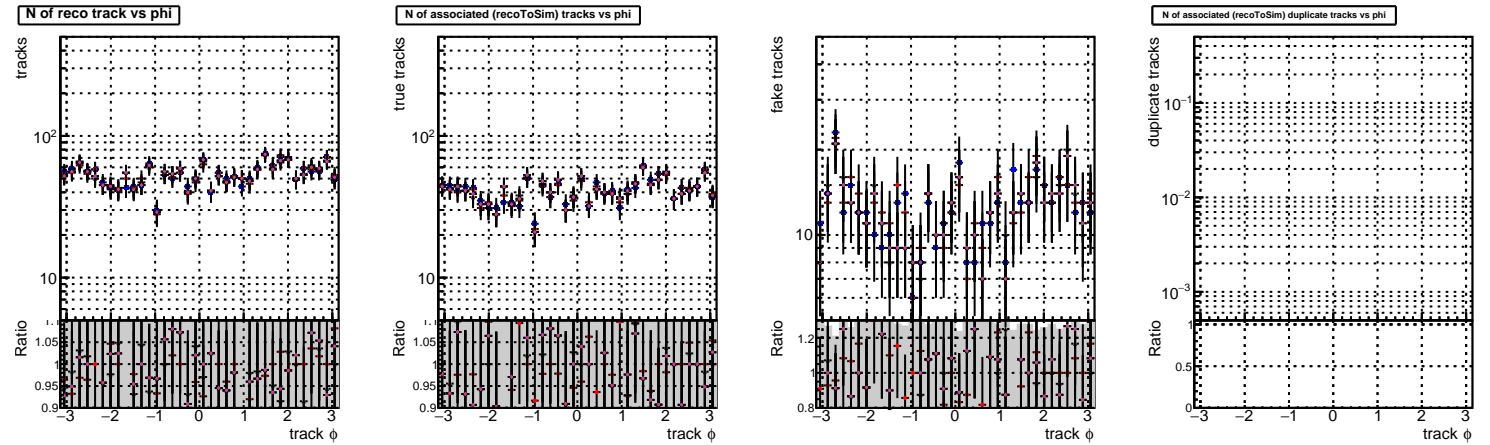 N of reco track vs phi
tracks
10²
10
Ratio
1.1
1.05
1
0.95
0.9
−3 −2 −1 0 1 2 3
track ϕ
N of associated (recoToSim) tracks vs phi
true tracks
10²
10
Ratio
1.05
1
0.95
0.9
−3 −2 −1 0 1 2 3
track ϕ
fake tracks
10
Ratio
1.2
1
0.8
−3 −2 −1 0 1 2 3
track ϕ
N of associated (recoToSim) duplicate tracks vs phi
duplicate tracks
10⁻¹
10⁻²
10⁻³
Ratio
1
0.5
0
−3 −2 −1 0 1 2 3
track ϕ